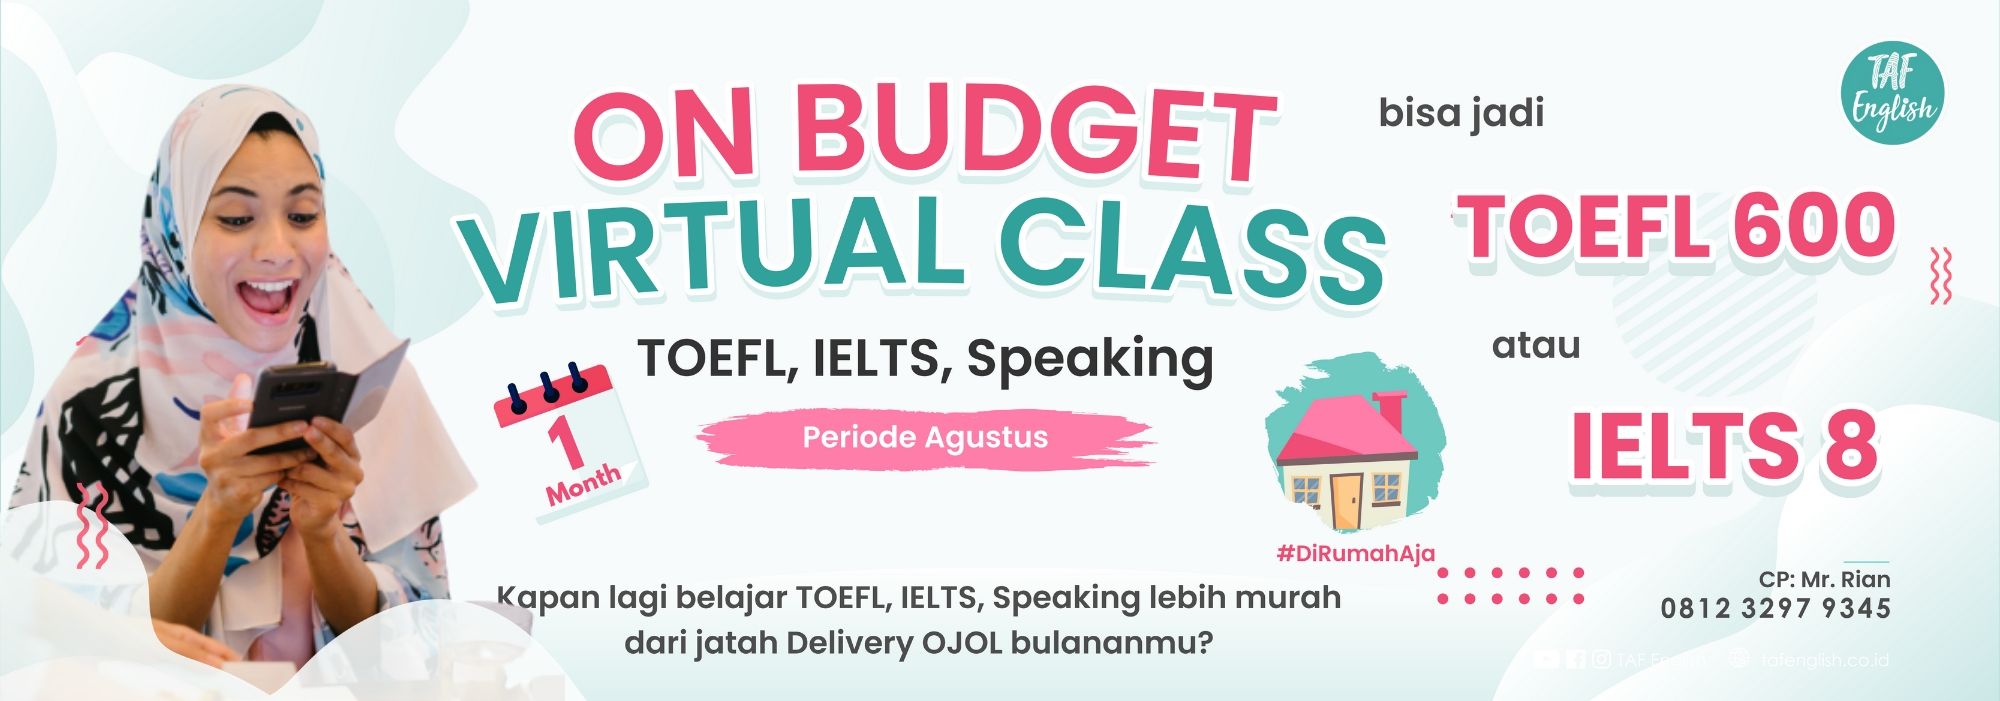 ON BUDGET
VIRTUAL CLASS
TOEFL, IELTS, Speaking
Periode Agustus
1
Month
#DiRumahAja
Kapan lagi belajar TOEFL, IELTS, Speaking lebih murah
dari jatah Delivery OJOL bulananmu?
bisa jadi
TOEFL 600
atau
IELTS 8
TAF
English
CP: Mr. Rian
0812 3297 9345
TAF English
tafenglish.co.id